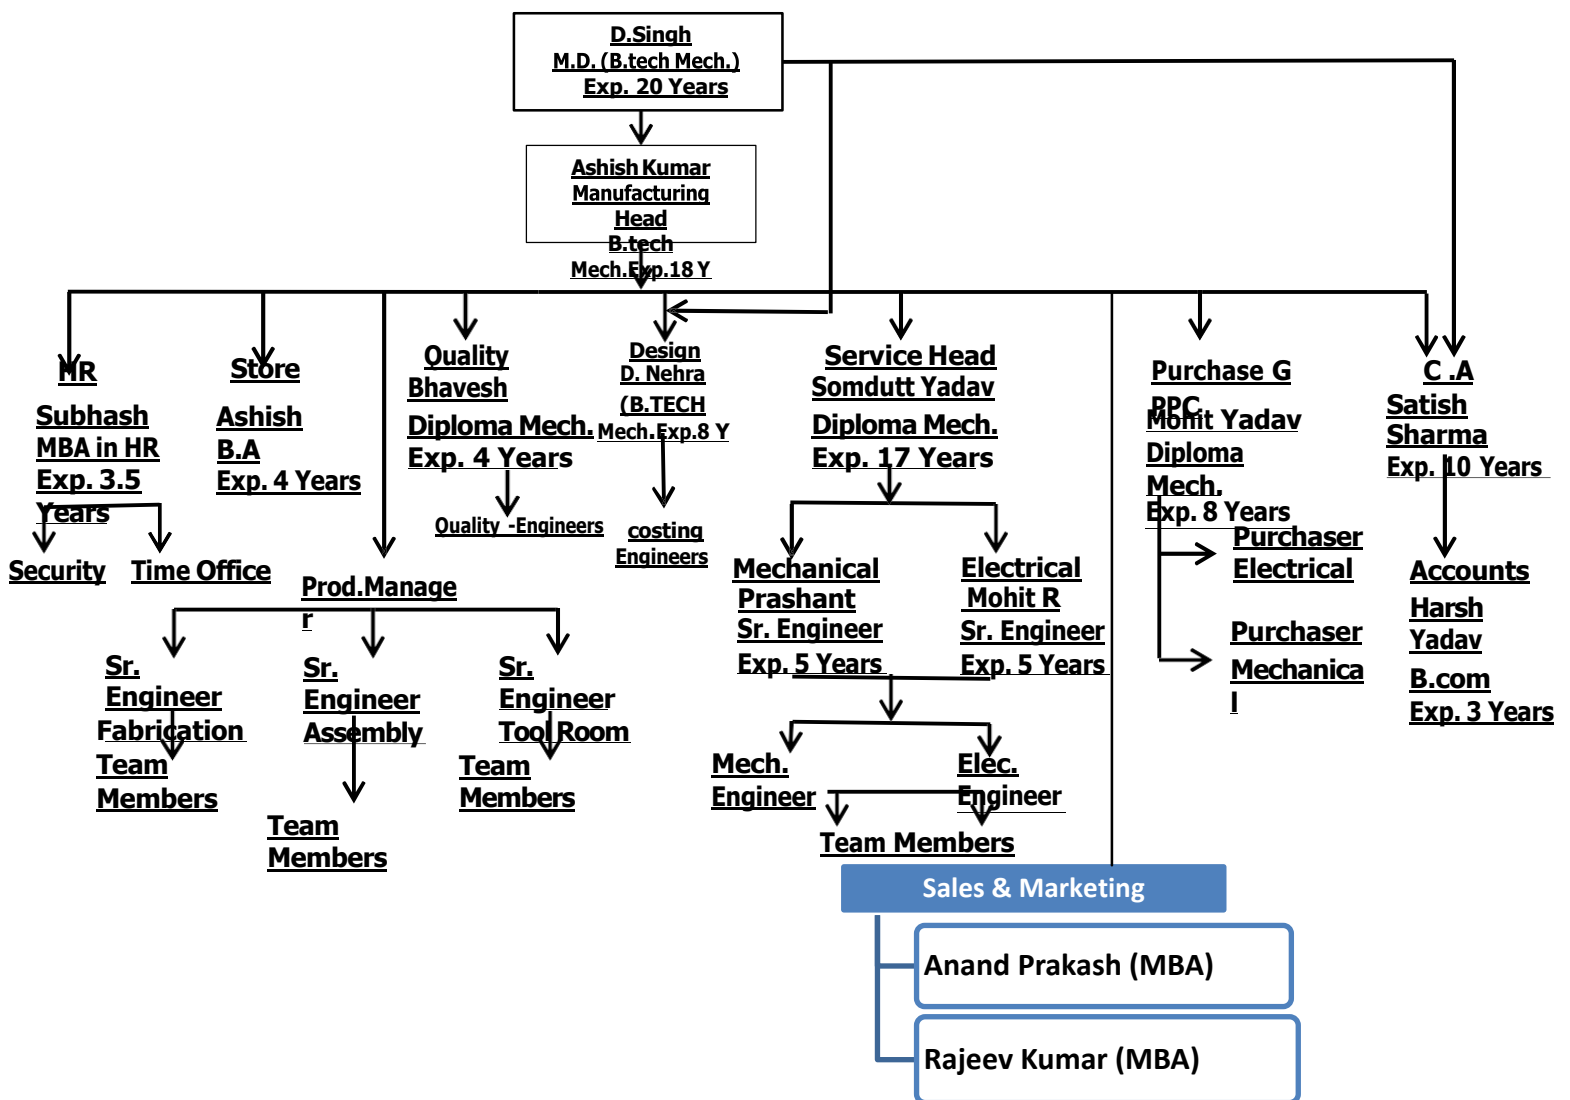 D.Singh
M.D. (B.tech Mech.)
Exp. 20 Years
Ashish Kumar
Manufacturing
Head
B.tech
Mech.Exp.18 Y
HR
Subhash
MBA in HR
Exp. 3.5
Years
Security
Time Office
Store
Ashish
B.A
Exp. 4 Years
Prod.Manage
r
Sr.
Engineer
Fabrication
Team
Members
Sr.
Engineer
Assembly
Team
Members
Sr.
Engineer
Tool Room
Team
Members
Quality
Bhavesh
Diploma Mech.
Exp. 4 Years
Quality -Engineers
Design
D. Nehra
(B.TECH
Mech.Exp.8 Y
costing
Engineers
Service Head
Somdutt Yadav
Diploma Mech.
Exp. 17 Years
Mechanical
Prashant
Sr. Engineer
Exp. 5 Years
Electrical
Mohit R
Sr. Engineer
Exp. 5 Years
Mech.
Engineer
Elec.
Engineer
Team Members
Sales & Marketing
Anand Prakash (MBA)
Rajeev Kumar (MBA)
Purchase G
PPC
Mohit Yadav
Diploma
Mech.
Exp. 8 Years
Purchaser
Electrical
Purchaser
Mechanica
l
C .A
Satish
Sharma
Exp. 10 Years
Accounts
Harsh
Yadav
B.com
Exp. 3 Years